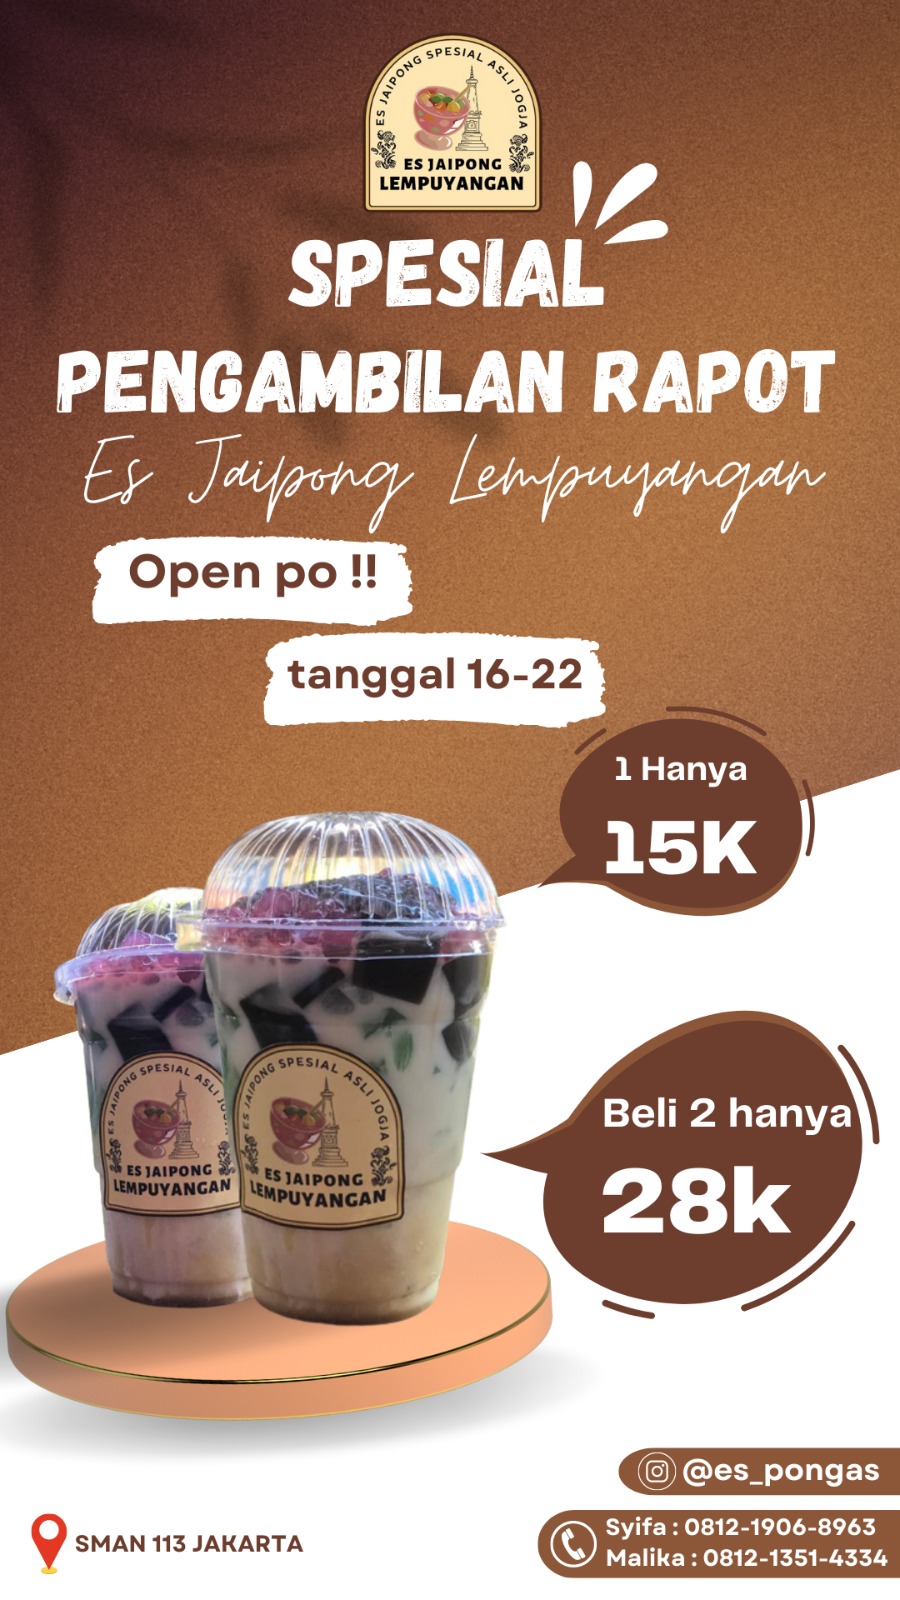 ES JAIPONG SPESIAL ASLI JOGJA
ES JAIPONG
LEMPUYANGAN
SPESIAL
PENGAMBILAN RAPOT
Es Jaipong Lempuyangan
Open po !!
tanggal 16-22
1 Hanya
15K
Beli 2 hanya
28k
ES JAIPONG SPESIAL ASLI JOGJA
ES JAIPONG
LEMPUYANGAN
ES JAIPONG SPESIAL ASLI JOGJA
ES JAIPONG
LEMPUYANGAN
@es_pongas
SMAN 113 JAKARTA
Syifa : 0812-1906-8963
Malika : 0812-1351-4334